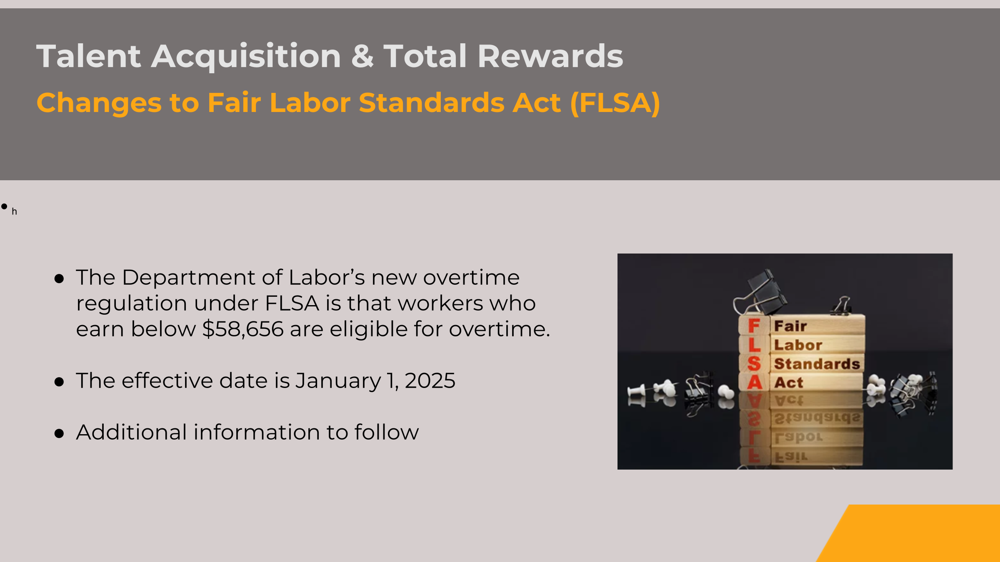 Talent Acquisition & Total Rewards
Changes to Fair Labor Standards Act (FLSA)
• h
● The Department of Labor’s new overtime
regulation under FLSA is that workers who
earn below $58,656 are eligible for overtime.
● The effective date is January 1, 2025
● Additional information to follow
F Fair
L Labor
S Standards
A Act